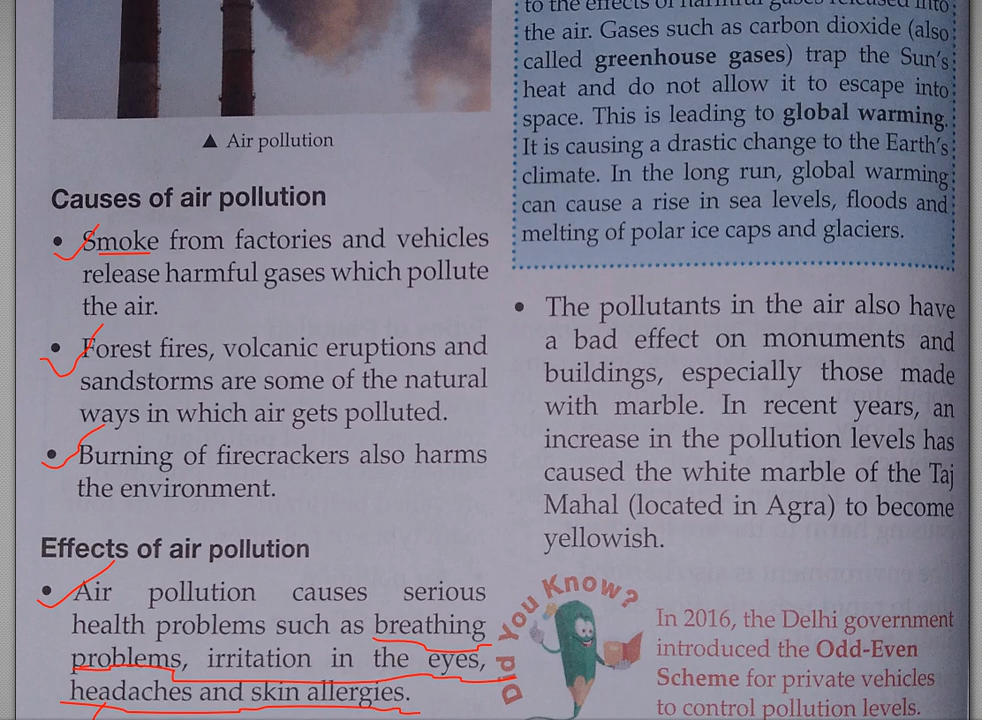 ▲ Air pollution
Causes of air pollution
• Smoke from factories and vehicles
release harmful gases which pollute
the air.
• Forest fires, volcanic eruptions and
sandstorms are some of the natural
ways in which air gets polluted.
• Burning of firecrackers also harms
the environment.
Effects of air pollution
• Air pollution causes serious
health problems such as breathing
problems, irritation in the eyes,
headaches and skin allergies.
to the effects of harmful gases released into
the air. Gases such as carbon dioxide (also
called greenhouse gases) trap the Sun's
heat and do not allow it to escape into
space. This is leading to global warming.
It is causing a drastic change to the Earth's
climate. In the long run, global warming
can cause a rise in sea levels, floods and
melting of polar ice caps and glaciers.
• The pollutants in the air also have
a bad effect on monuments and
buildings, especially those made
with marble. In recent years, an
increase in the pollution levels has
caused the white marble of the Taj
Mahal (located in Agra) to become
yellowish.
Did You Know?
In 2016, the Delhi government
introduced the Odd-Even
Scheme for private vehicles
to control pollution levels.